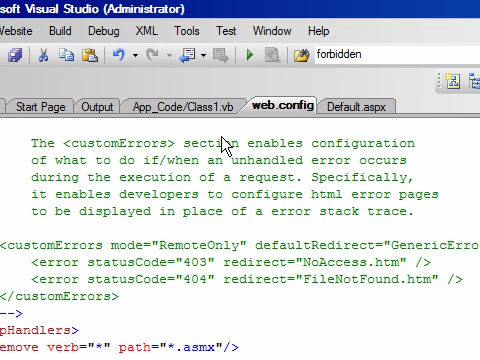 soft Visual Studio (Administrator)
Website Build Debug XML Tools Test Window Help
forbidden
Start Page Output App_Code/Class1.vb web.config Default.aspx
The <customErrors> section enables configuration
of what to do if/when an unhandled error occurs
during the execution of a request. Specifically,
it enables developers to configure html error pages
to be displayed in place of a error stack trace.
<customErrors mode="RemoteOnly" defaultRedirect="GenericErro
<error statusCode="403" redirect="NoAccess.htm" />
<error statusCode="404" redirect="FileNotFound.htm" />
</customErrors>
-->
pHandlers>
emove verb="*" path="*.asmx"/>